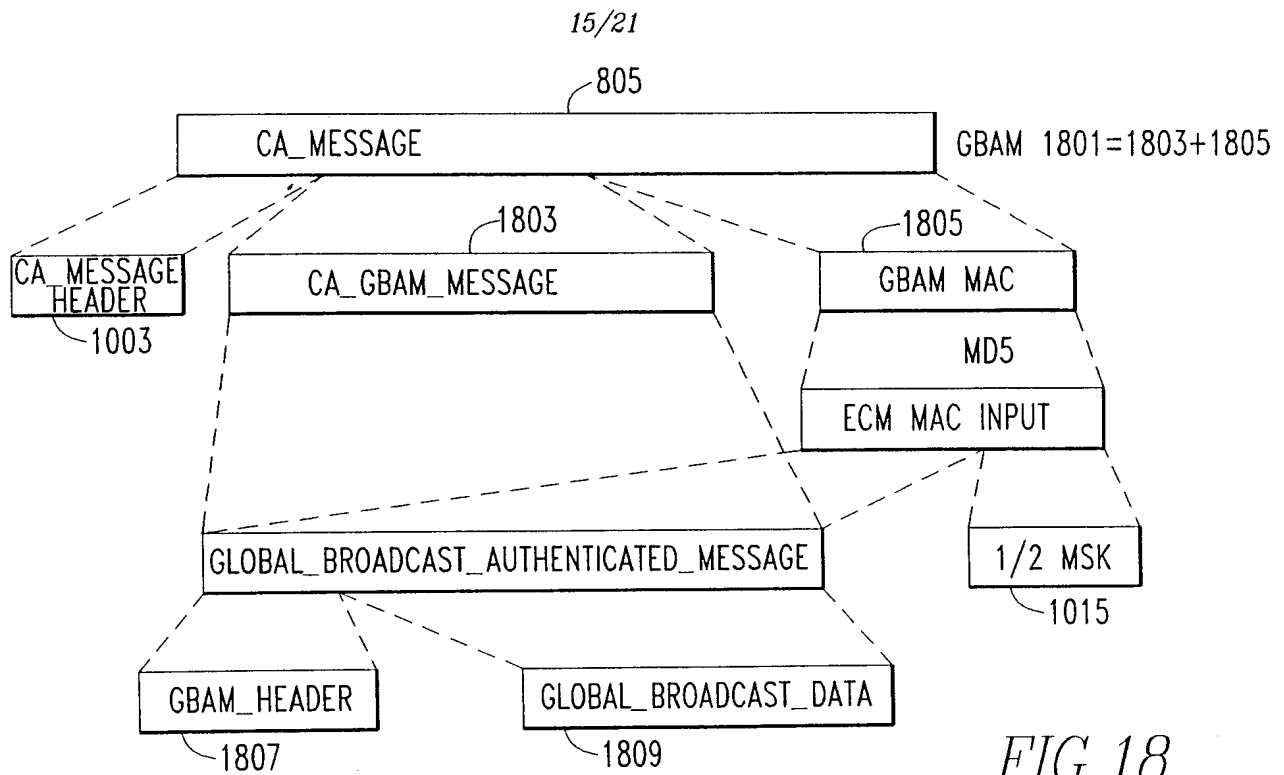 15/21
805
CA_MESSAGE
GBAM 1801=1803+1805
1803
1805
CA_MESSAGE
HEADER
CA_GBAM_MESSAGE
GBAM MAC
1003
MD5
ECM MAC INPUT
GLOBAL_BROADCAST_AUTHENTICATED_MESSAGE
1/2 MSK
1015
GBAM_HEADER
GLOBAL_BROADCAST_DATA
1807
1809
FIG 18